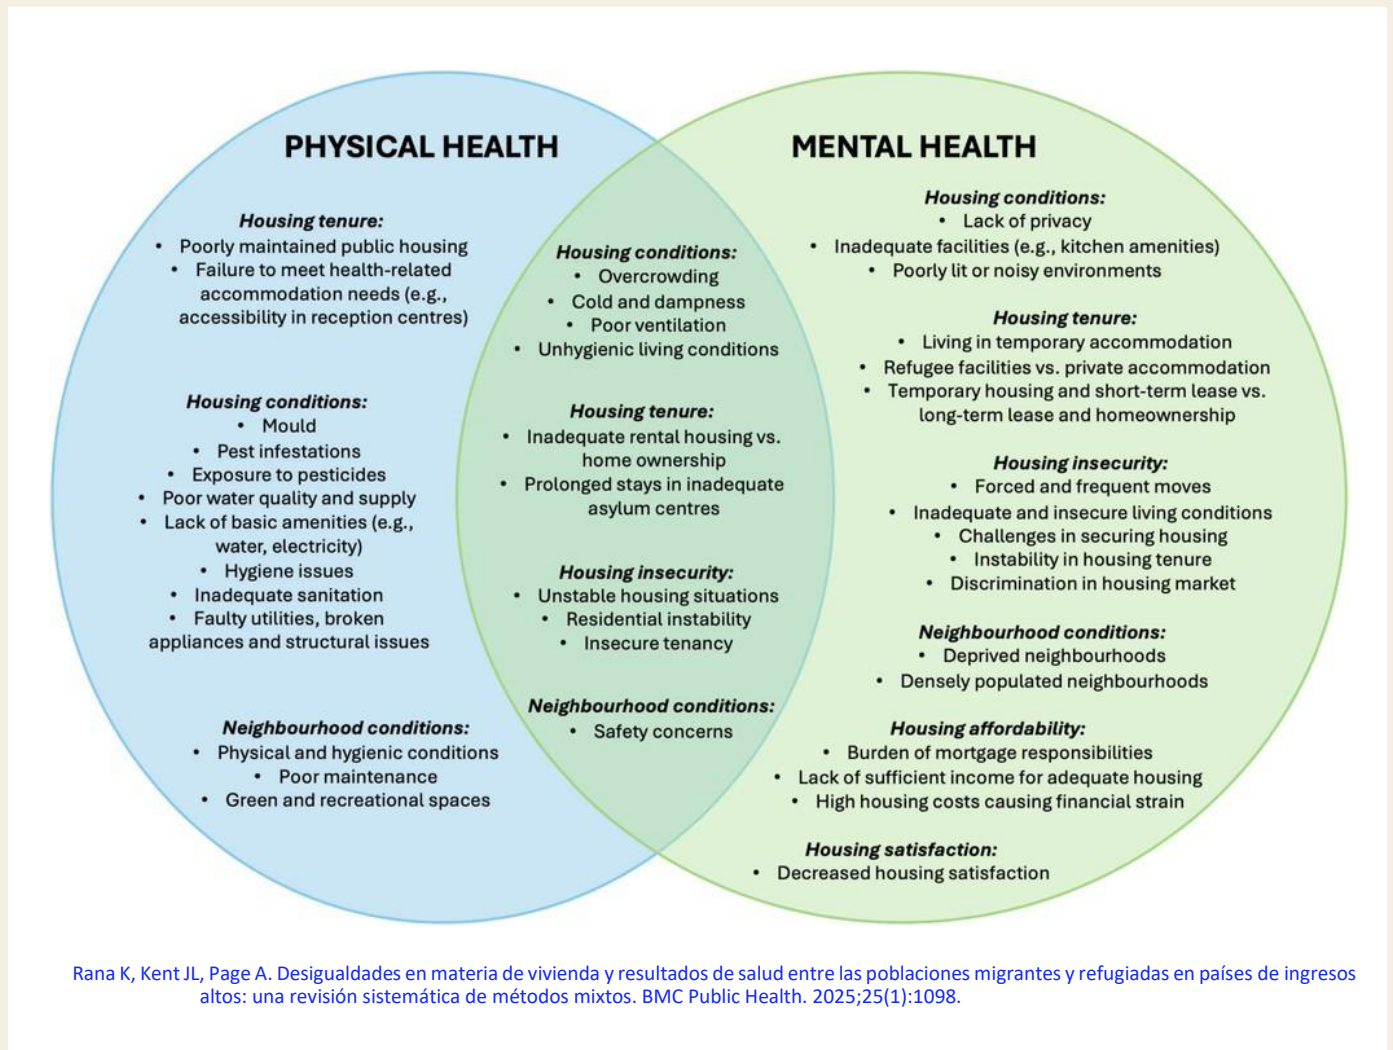 PHYSICAL HEALTH
Housing tenure:
• Poorly maintained public housing
• Failure to meet health-related
accommodation needs (e.g.,
accessibility in reception centres)
Housing conditions:
• Mould
• Pest infestations
• Exposure to pesticides
• Poor water quality and supply
• Lack of basic amenities (e.g.,
water, electricity)
• Hygiene issues
• Inadequate sanitation
• Faulty utilities, broken
appliances and structural issues
Neighbourhood conditions:
• Physical and hygienic conditions
• Poor maintenance
• Green and recreational spaces
Housing conditions:
• Overcrowding
• Cold and dampness
• Poor ventilation
• Unhygienic living conditions
Housing tenure:
• Inadequate rental housing vs.
home ownership
• Prolonged stays in inadequate
asylum centres
Housing insecurity:
• Unstable housing situations
• Residential instability
• Insecure tenancy
Neighbourhood conditions:
• Safety concerns
MENTAL HEALTH
Housing conditions:
• Lack of privacy
• Inadequate facilities (e.g., kitchen amenities)
• Poorly lit or noisy environments
Housing tenure:
• Living in temporary accommodation
• Refugee facilities vs. private accommodation
• Temporary housing and short-term lease vs.
long-term lease and homeownership
Housing insecurity:
• Forced and frequent moves
• Inadequate and insecure living conditions
• Challenges in securing housing
• Instability in housing tenure
• Discrimination in housing market
Neighbourhood conditions:
• Deprived neighbourhoods
• Densely populated neighbourhoods
Housing affordability:
• Burden of mortgage responsibilities
• Lack of sufficient income for adequate housing
• High housing costs causing financial strain
Housing satisfaction:
• Decreased housing satisfaction
Rana K, Kent JL, Page A. Desigualdades en materia de vivienda y resultados de salud entre las poblaciones migrantes y refugiadas en países de ingresos
altos: una revisión sistemática de métodos mixtos. BMC Public Health. 2025;25(1):1098.